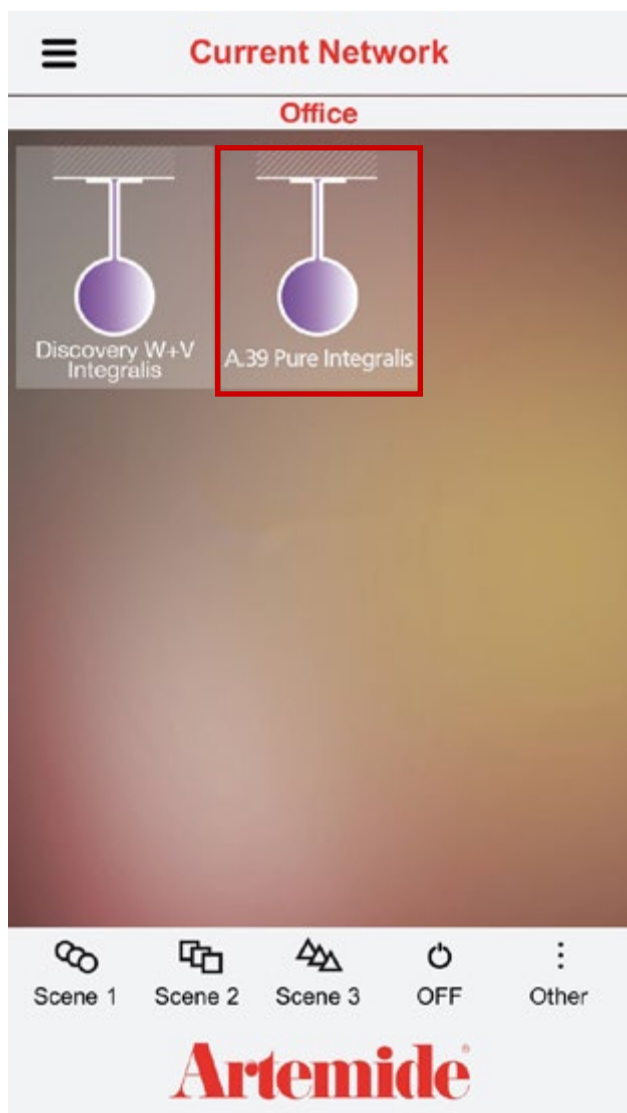 Current Network
Office
Discovery W+V
Integralis
A.39 Pure Integralis
Scene 1
Scene 2
Scene 3
OFF
Other
Artemide